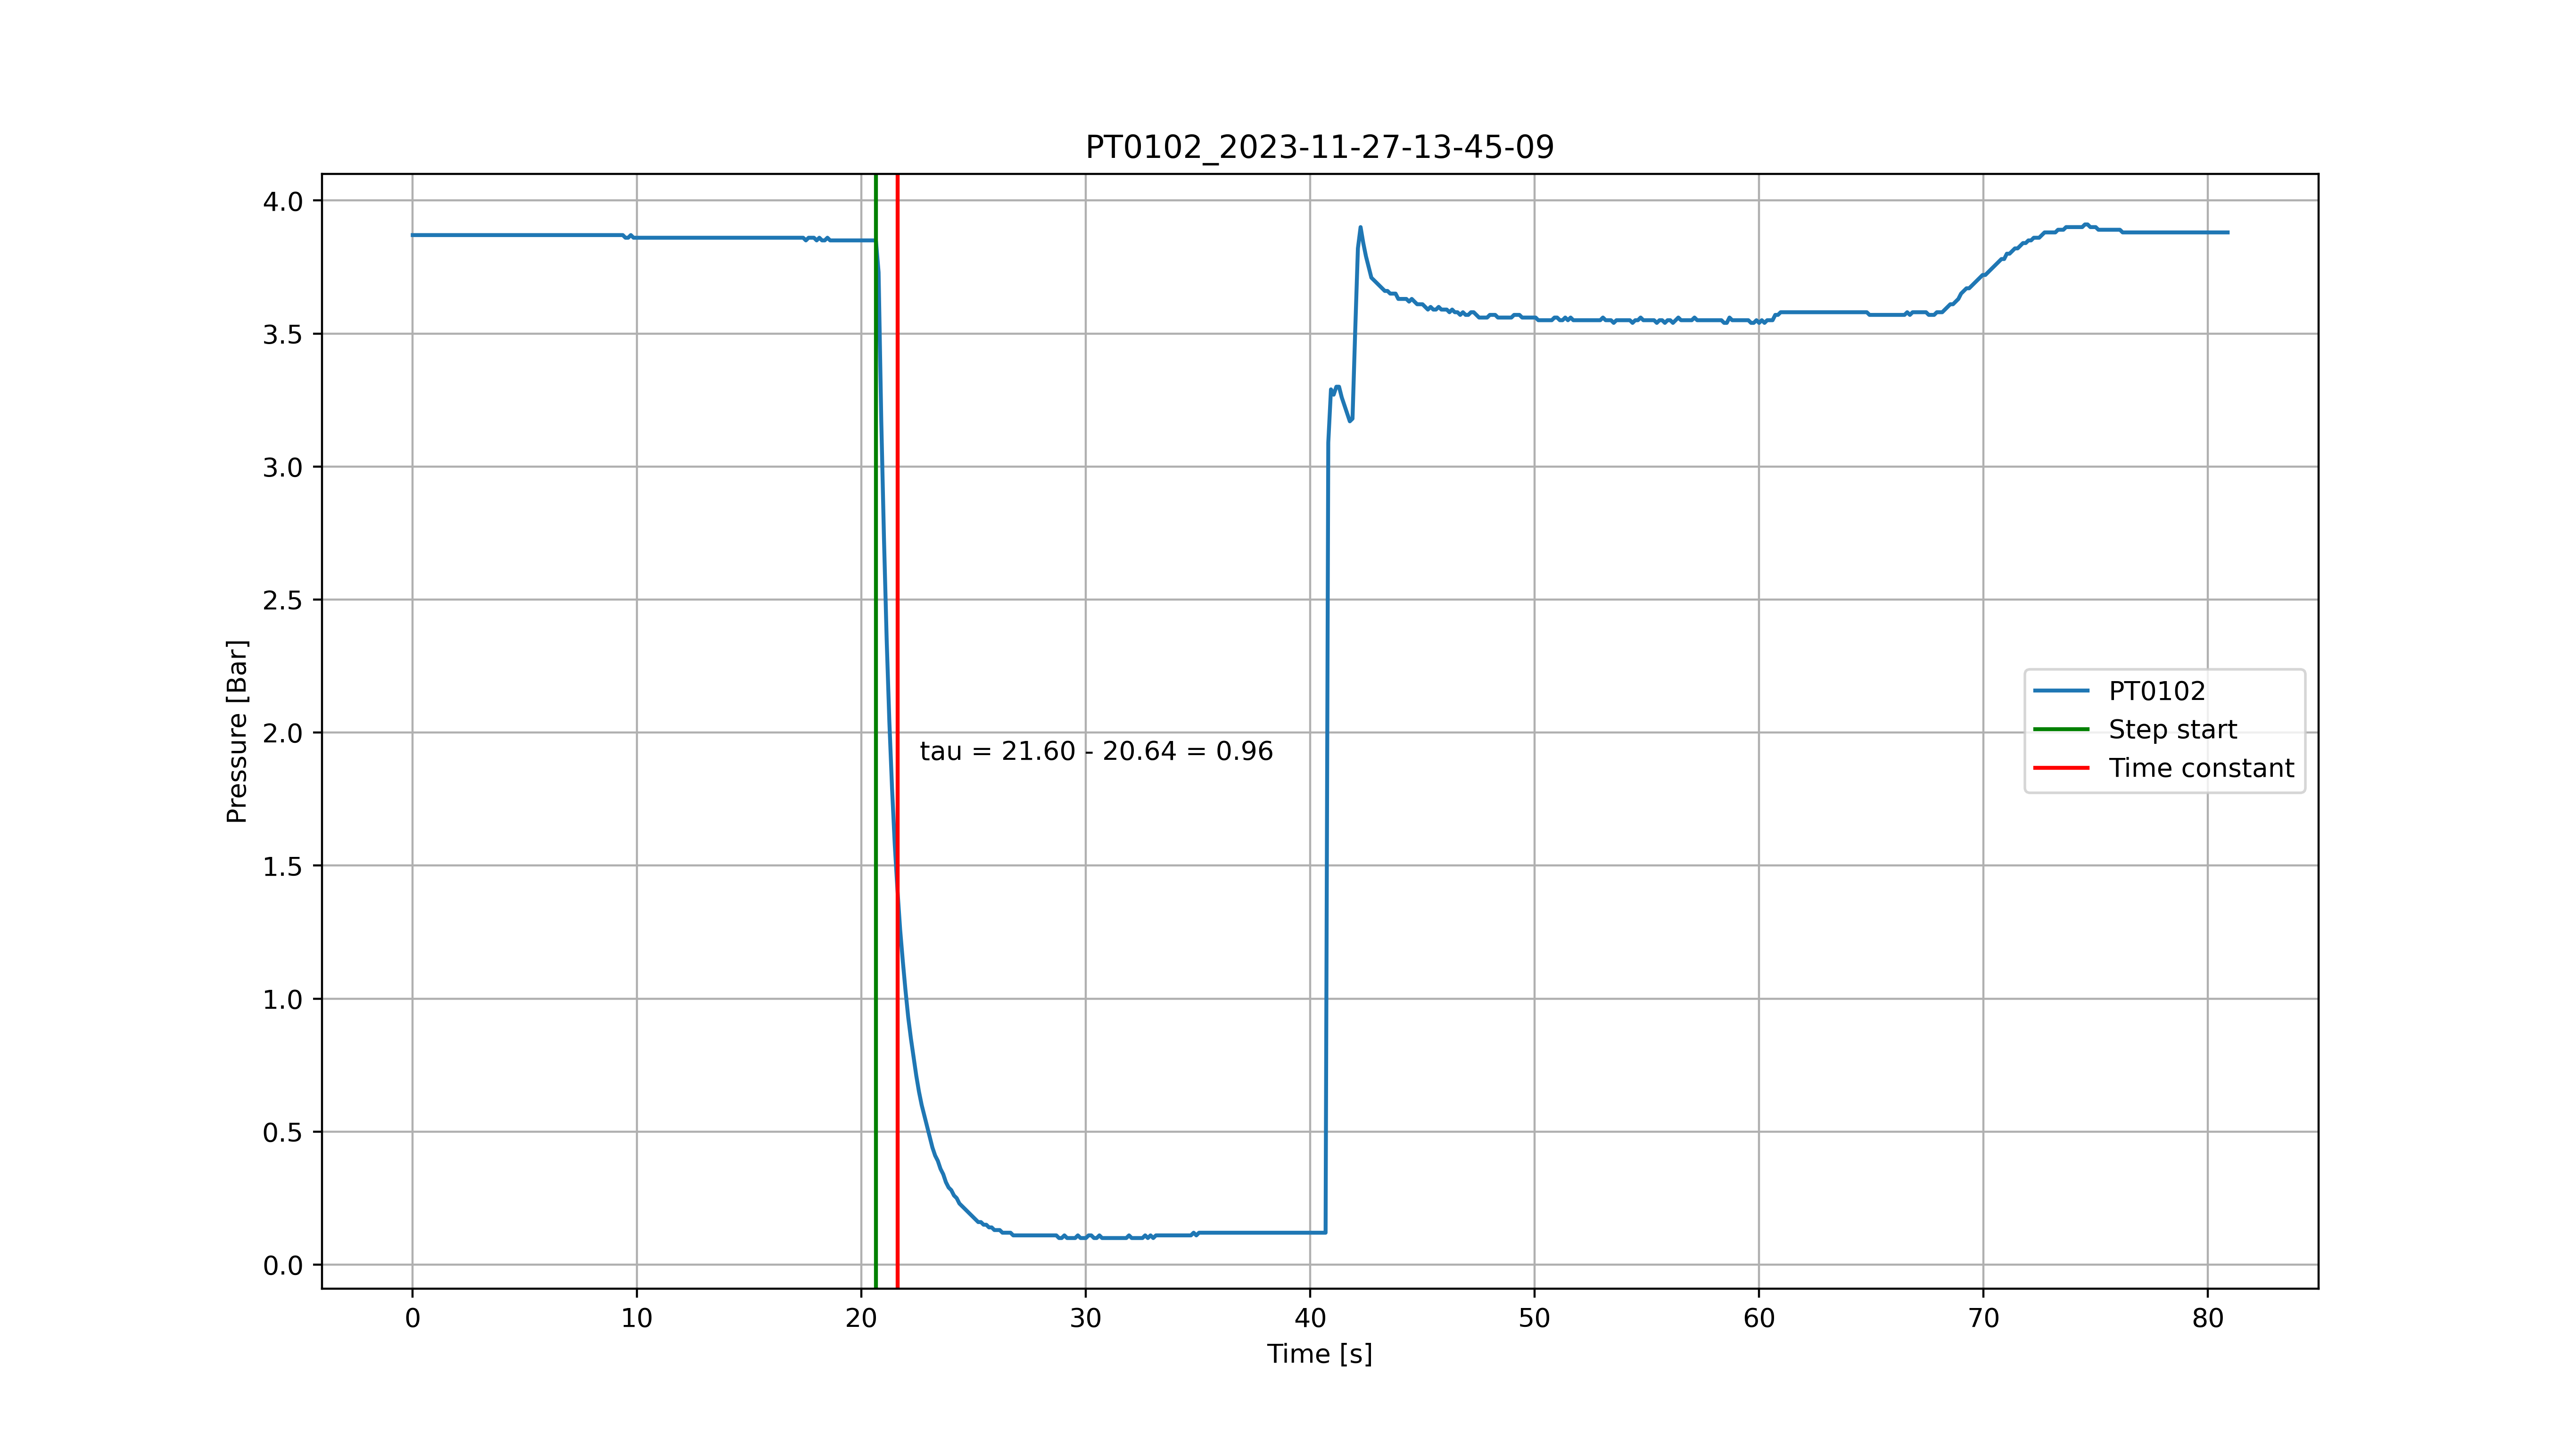 PT0102_2023-11-27-13-45-09
4.0
3.5
3.0
2.5
2.0
1.5
1.0
0.5
0.0
Pressure [Bar]
tau = 21.60 - 20.64 = 0.96
PT0102
Step start
Time constant
0 10 20 30 40 50 60 70 80
Time [s]